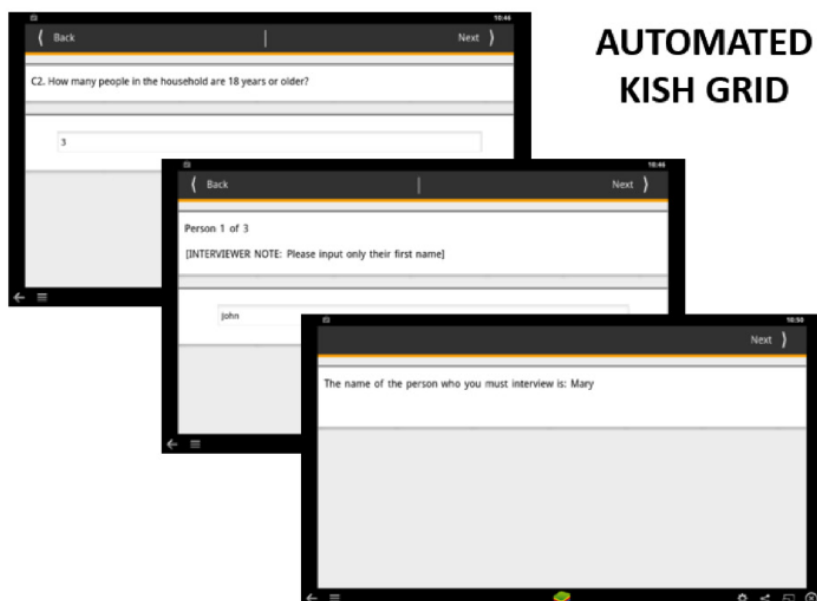 AUTOMATED
KISH GRID
10:46
Back
Next
C2. How many people in the household are 18 years or older?
3
10:46
Back
Next
Person 1 of 3
[INTERVIEWER NOTE: Please input only their first name]
john
10:50
Next
The name of the person who you must interview is: Mary